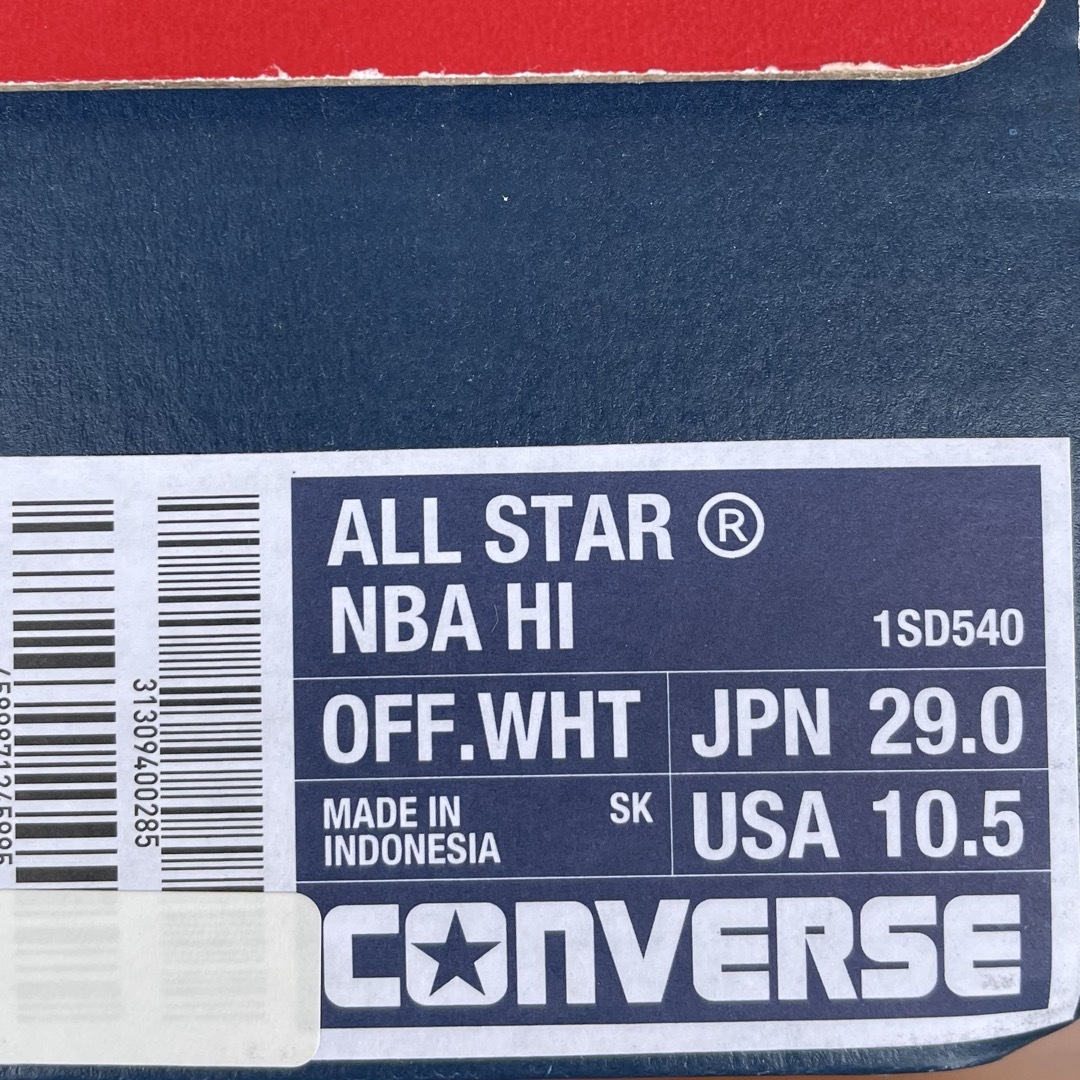 ALL STAR ®
NBA HI
1SD540
OFF.WHT
JPN 29.0
MADE IN
INDONESIA
SK
USA 10.5
CONVERSE
31309400285